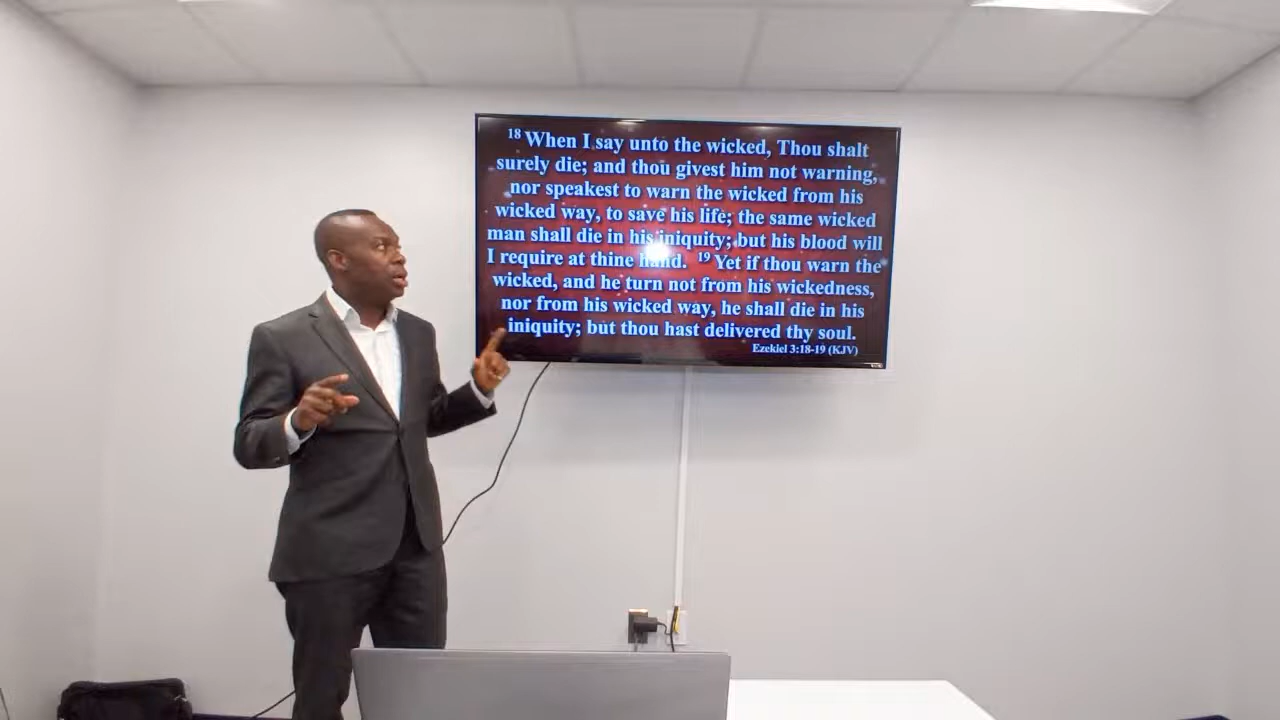 18 When I say unto the wicked, Thou shalt
surely die; and thou givest him not warning,
nor speakest to warn the wicked from his
wicked way, to save his life; the same wicked
man shall die in his iniquity; but his blood will
I require at thine hand. 19 Yet if thou warn the
wicked, and he turn not from his wickedness,
nor from his wicked way, he shall die in his
iniquity; but thou hast delivered thy soul.
Ezekiel 3:18-19 (KJV)